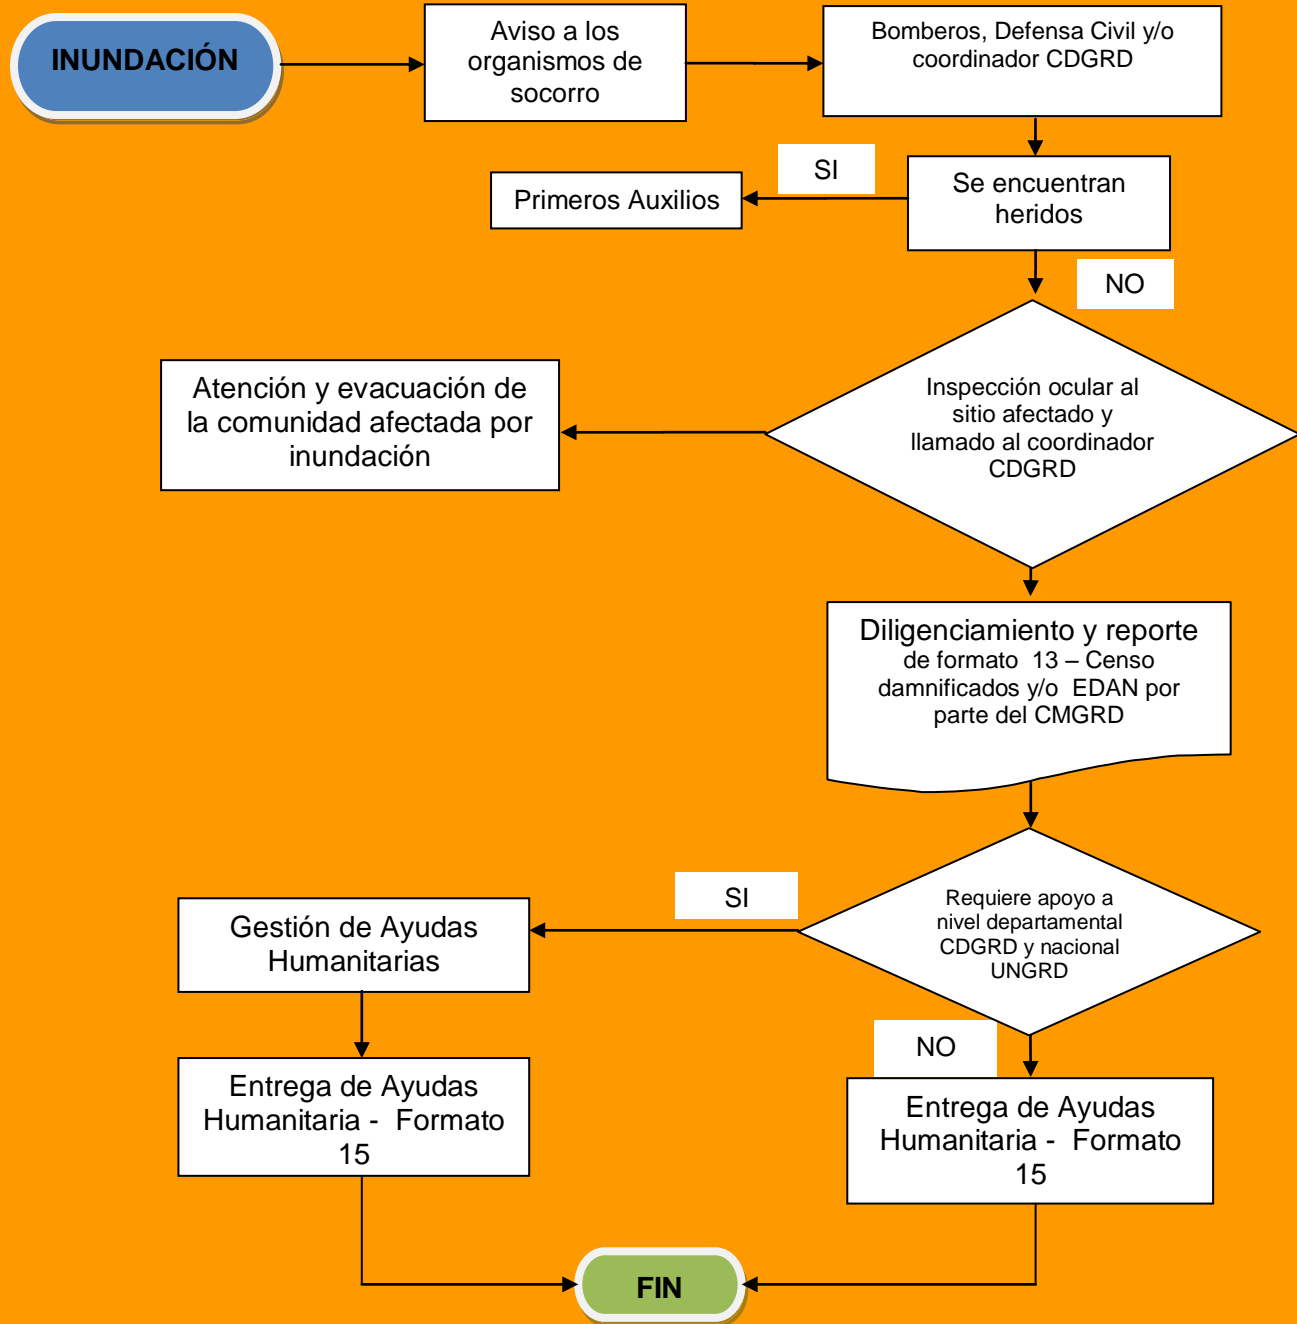 INUNDACIÓN
Aviso a los
organismos de
socorro
Bomberos, Defensa Civil y/o
coordinador CDGRD
SI
Primeros Auxilios
Se encuentran
heridos
NO
Inspección ocular al
sitio afectado y
llamado al coordinador
CDGRD
Atención y evacuación de
la comunidad afectada por
inundación
Diligenciamiento y reporte
de formato 13 – Censo
damnificados y/o EDAN por
parte del CMGRD
SI
Requiere apoyo a
nivel departamental
CDGRD y nacional
UNGRD
Gestión de Ayudas
Humanitarias
NO
Entrega de Ayudas
Humanitaria - Formato
15
Entrega de Ayudas
Humanitaria - Formato
15
FIN